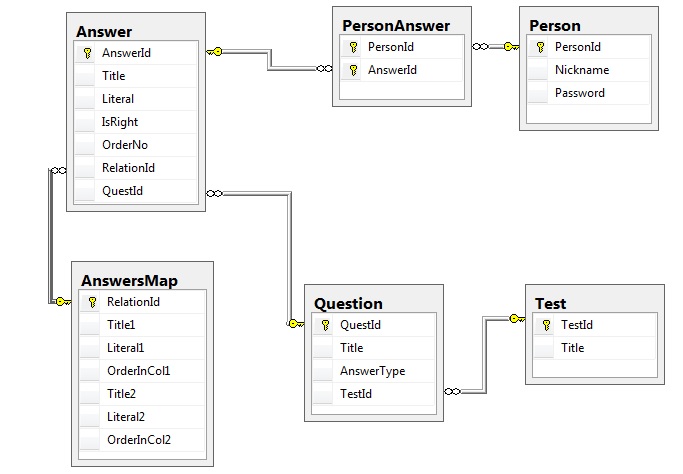 Answer
AnswerId
Title
Literal
IsRight
OrderNo
RelationId
QuestId
PersonAnswer
PersonId
AnswerId
Person
PersonId
Nickname
Password
AnswersMap
RelationId
Title1
Literal1
OrderInCol1
Title2
Literal2
OrderInCol2
Question
QuestId
Title
AnswerType
TestId
Test
TestId
Title